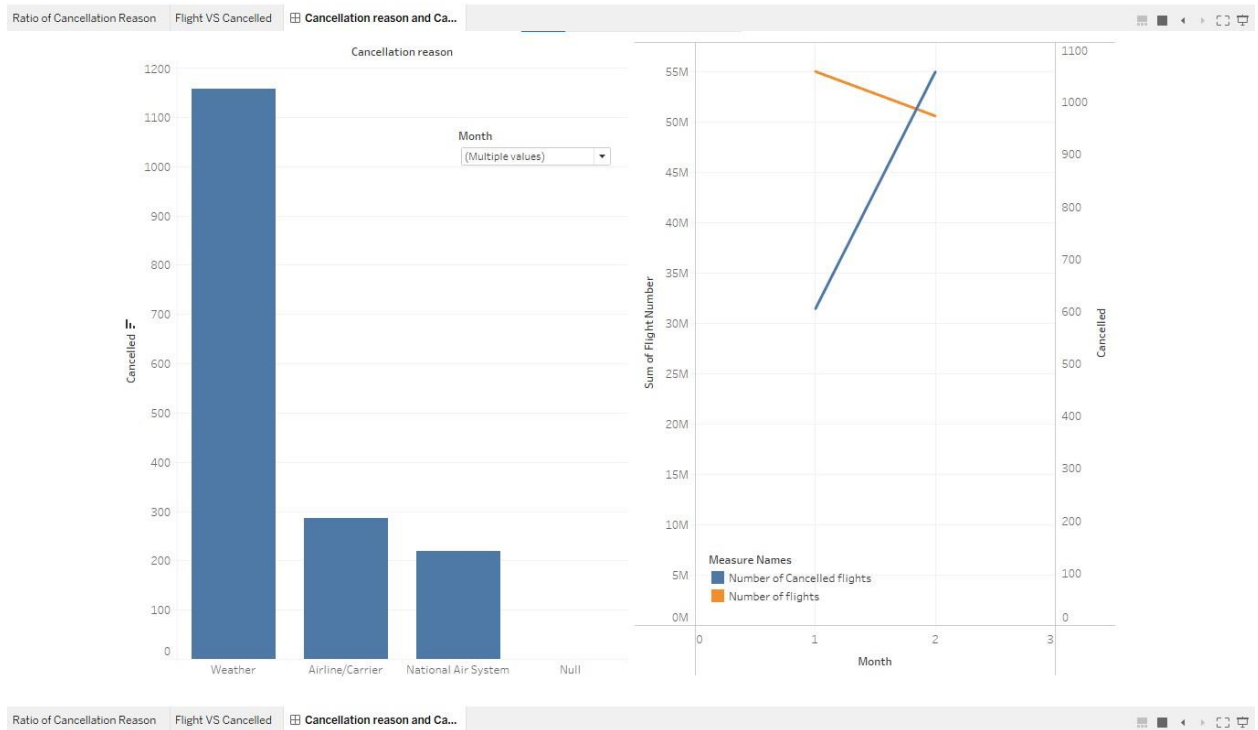 Ratio of Cancellation Reason Flight VS Cancelled Cancellation reason and Ca...
Cancellation reason
1200
1100
1000
900
800
700
600
500
400
300
200
100
0
Cancelled
Month
(Multiple values)
Weather Airline/Carrier National Air System Null
55M
50M
45M
40M
35M
30M
25M
20M
15M
10M
5M
0M
Sum of Flight Number
1100
1000
900
800
700
600
500
400
300
200
100
0
Cancelled
Measure Names
Number of Cancelled flights
Number of flights
0 1 2 3
Month
Ratio of Cancellation Reason Flight VS Cancelled Cancellation reason and Ca...